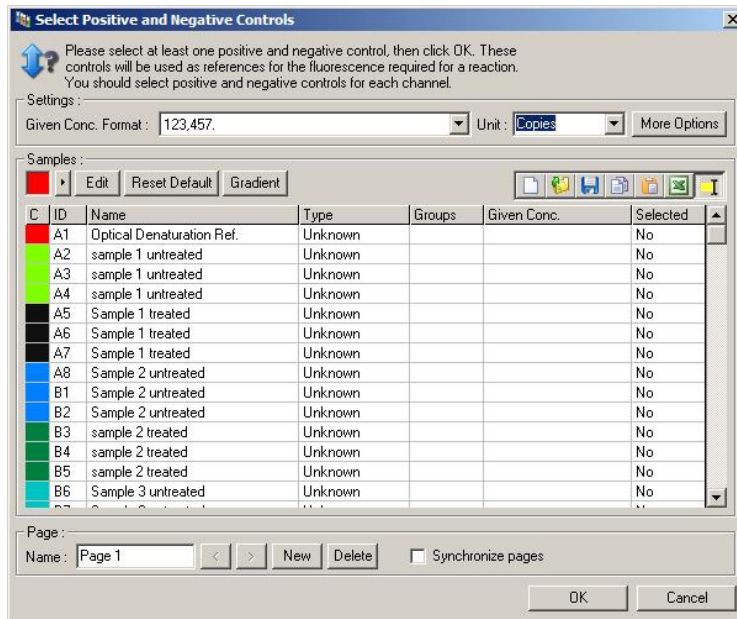 Select Positive and Negative Controls
Please select at least one positive and negative control, then click OK. These
controls will be used as references for the fluorescence required for a reaction.
You should select positive and negative controls for each channel.
Settings :
Given Conc. Format : 123,457. Unit : Copies More Options
Samples :
Edit Reset Default Gradient
C ID Name Type Groups Given Conc. Selected
A1 Optical Denaturation Ref. Unknown No
A2 sample 1 untreated Unknown No
A3 sample 1 untreated Unknown No
A4 sample 1 untreated Unknown No
A5 Sample 1 treated Unknown No
A6 Sample 1 treated Unknown No
A7 Sample 1 treated Unknown No
A8 Sample 2 untreated Unknown No
B1 Sample 2 untreated Unknown No
B2 Sample 2 untreated Unknown No
B3 sample 2 treated Unknown No
B4 sample 2 treated Unknown No
B5 sample 2 treated Unknown No
B6 Sample 3 untreated Unknown No
Page :
Name : Page 1 < > New Delete Synchronize pages
OK Cancel